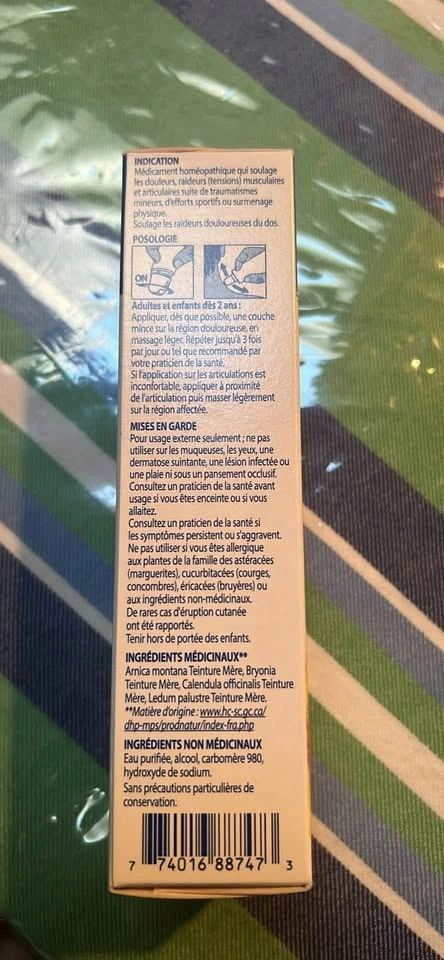 INDICATION
Médicament homéopathique qui soulage
les douleurs, raideurs (tensions) musculaires
et articulaires suite de traumatismes
mineurs, d'efforts sportifs ou surmenage
physique.
Soulage les raideurs douloureuses du dos.
POSOLOGIE
ON
Adultes et enfants dès 2 ans :
Appliquer, dès que possible, une couche
mince sur la région douloureuse, en
massage léger. Répéter jusqu'à 3 fois
par jour ou tel que recommandé par
votre praticien de la santé.
Si l'application sur les articulations est
inconfortable, appliquer à proximité
de l'articulation puis masser légèrement
sur la région affectée.
MISES EN GARDE
Pour usage externe seulement ; ne pas
utiliser sur les muqueuses, les yeux, une
dermatose suintante, une lésion infectée ou
une plaie ni sous un pansement occlusif.
Consultez un praticien de la santé avant
usage si vous êtes enceinte ou si vous
allaitez.
Consultez un praticien de la santé si
les symptômes persistent ou s'aggravent.
Ne pas utiliser si vous êtes allergique
aux plantes de la famille des astéracées
(marguerites), cucurbitacées (courges,
concombres), éricacées (bruyères) ou
aux ingrédients non-médicinaux.
De rares cas d'éruption cutanée
ont été rapportés.
Tenir hors de portée des enfants.
INGRÉDIENTS MÉDICINAUX**
Arnica montana Teinture Mère, Bryonia
Teinture Mère, Calendula officinalis Teinture
Mère, Ledum palustre Teinture Mère.
**Matière d'origine : www.hc-sc.gc.ca/
dhp-mps/prodnatur/index-fra.php
INGRÉDIENTS NON MÉDICINAUX
Eau purifiée, alcool, carbomère 980,
hydroxyde de sodium.
Sans précautions particulières de
conservation.
7 74016 88747 3